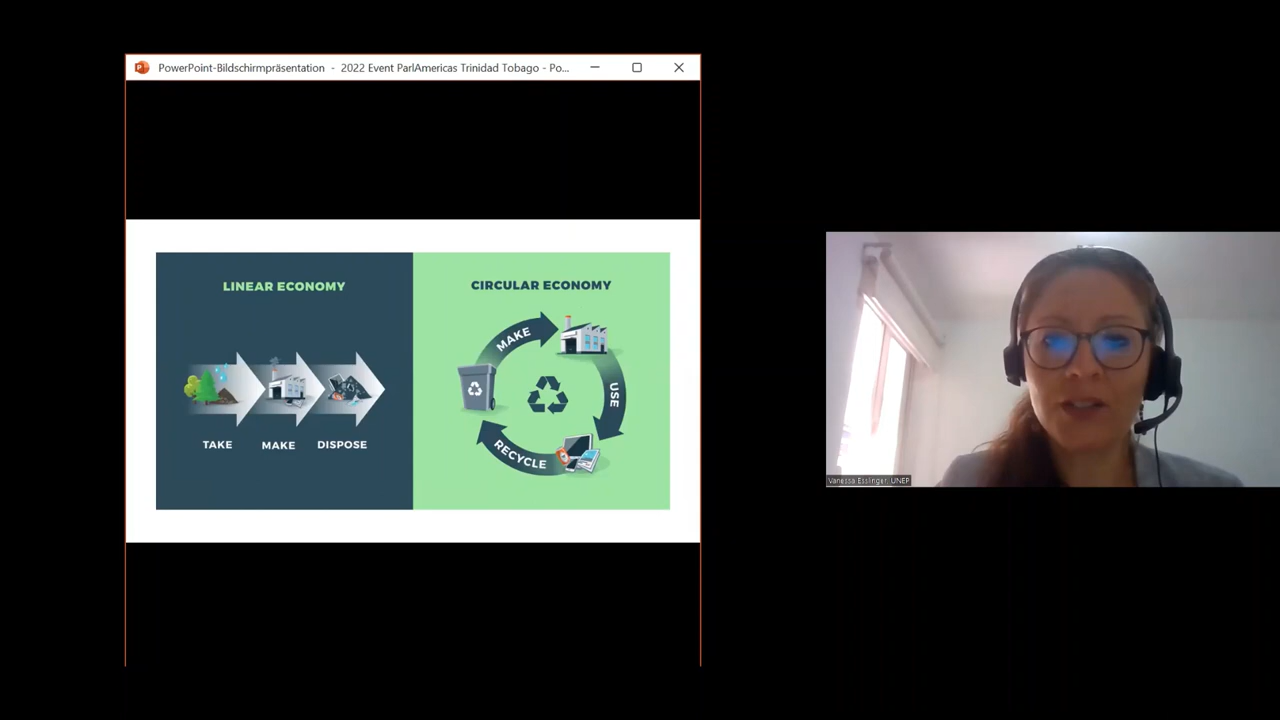 PowerPoint-Bildschirmpräsentation - 2022 Event ParlAmericas Trinidad Tobago - Po...
LINEAR ECONOMY
TAKE
MAKE
DISPOSE
CIRCULAR ECONOMY
MAKE
USE
RECYCLE
Vanessa Esslinger, UNEP